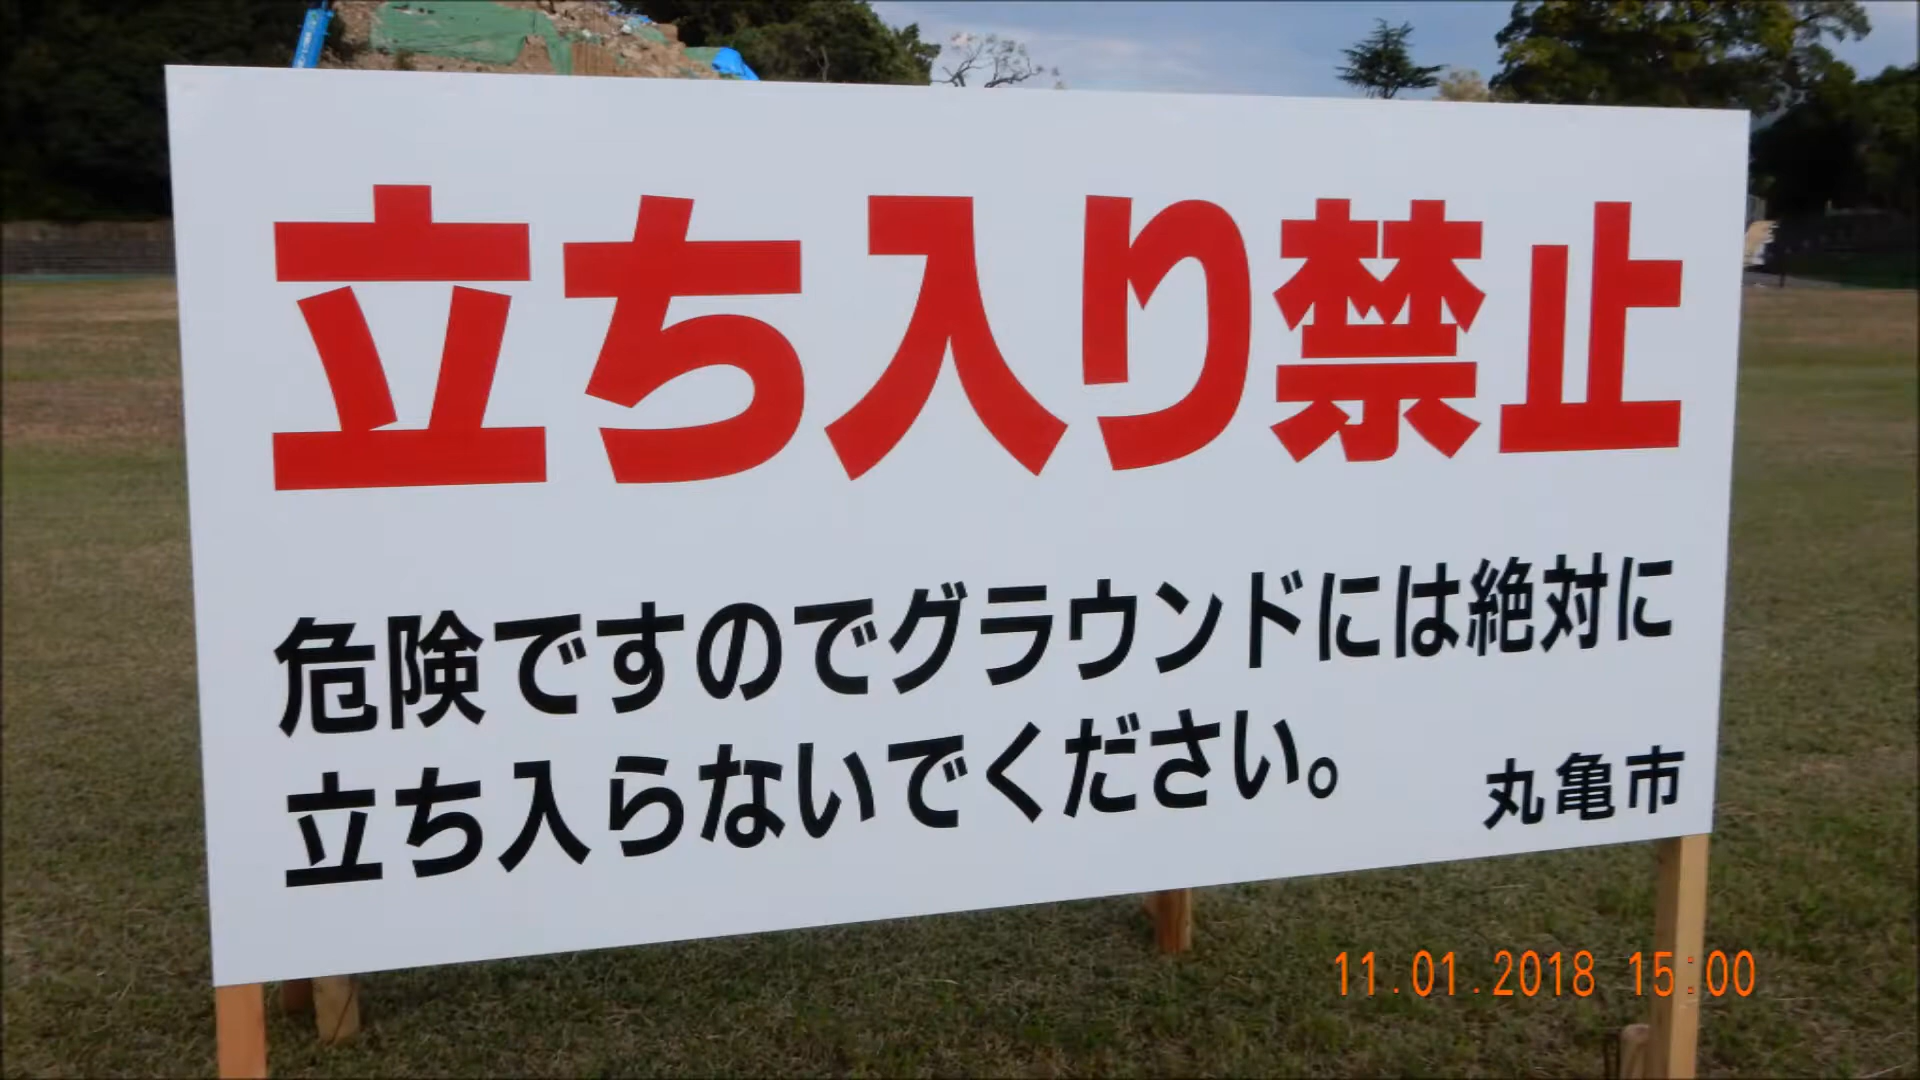 立ち入り禁止
危険ですのでグラウンドには絶対に
立ち入らないでください。
丸亀市
11.01.2018 15:00